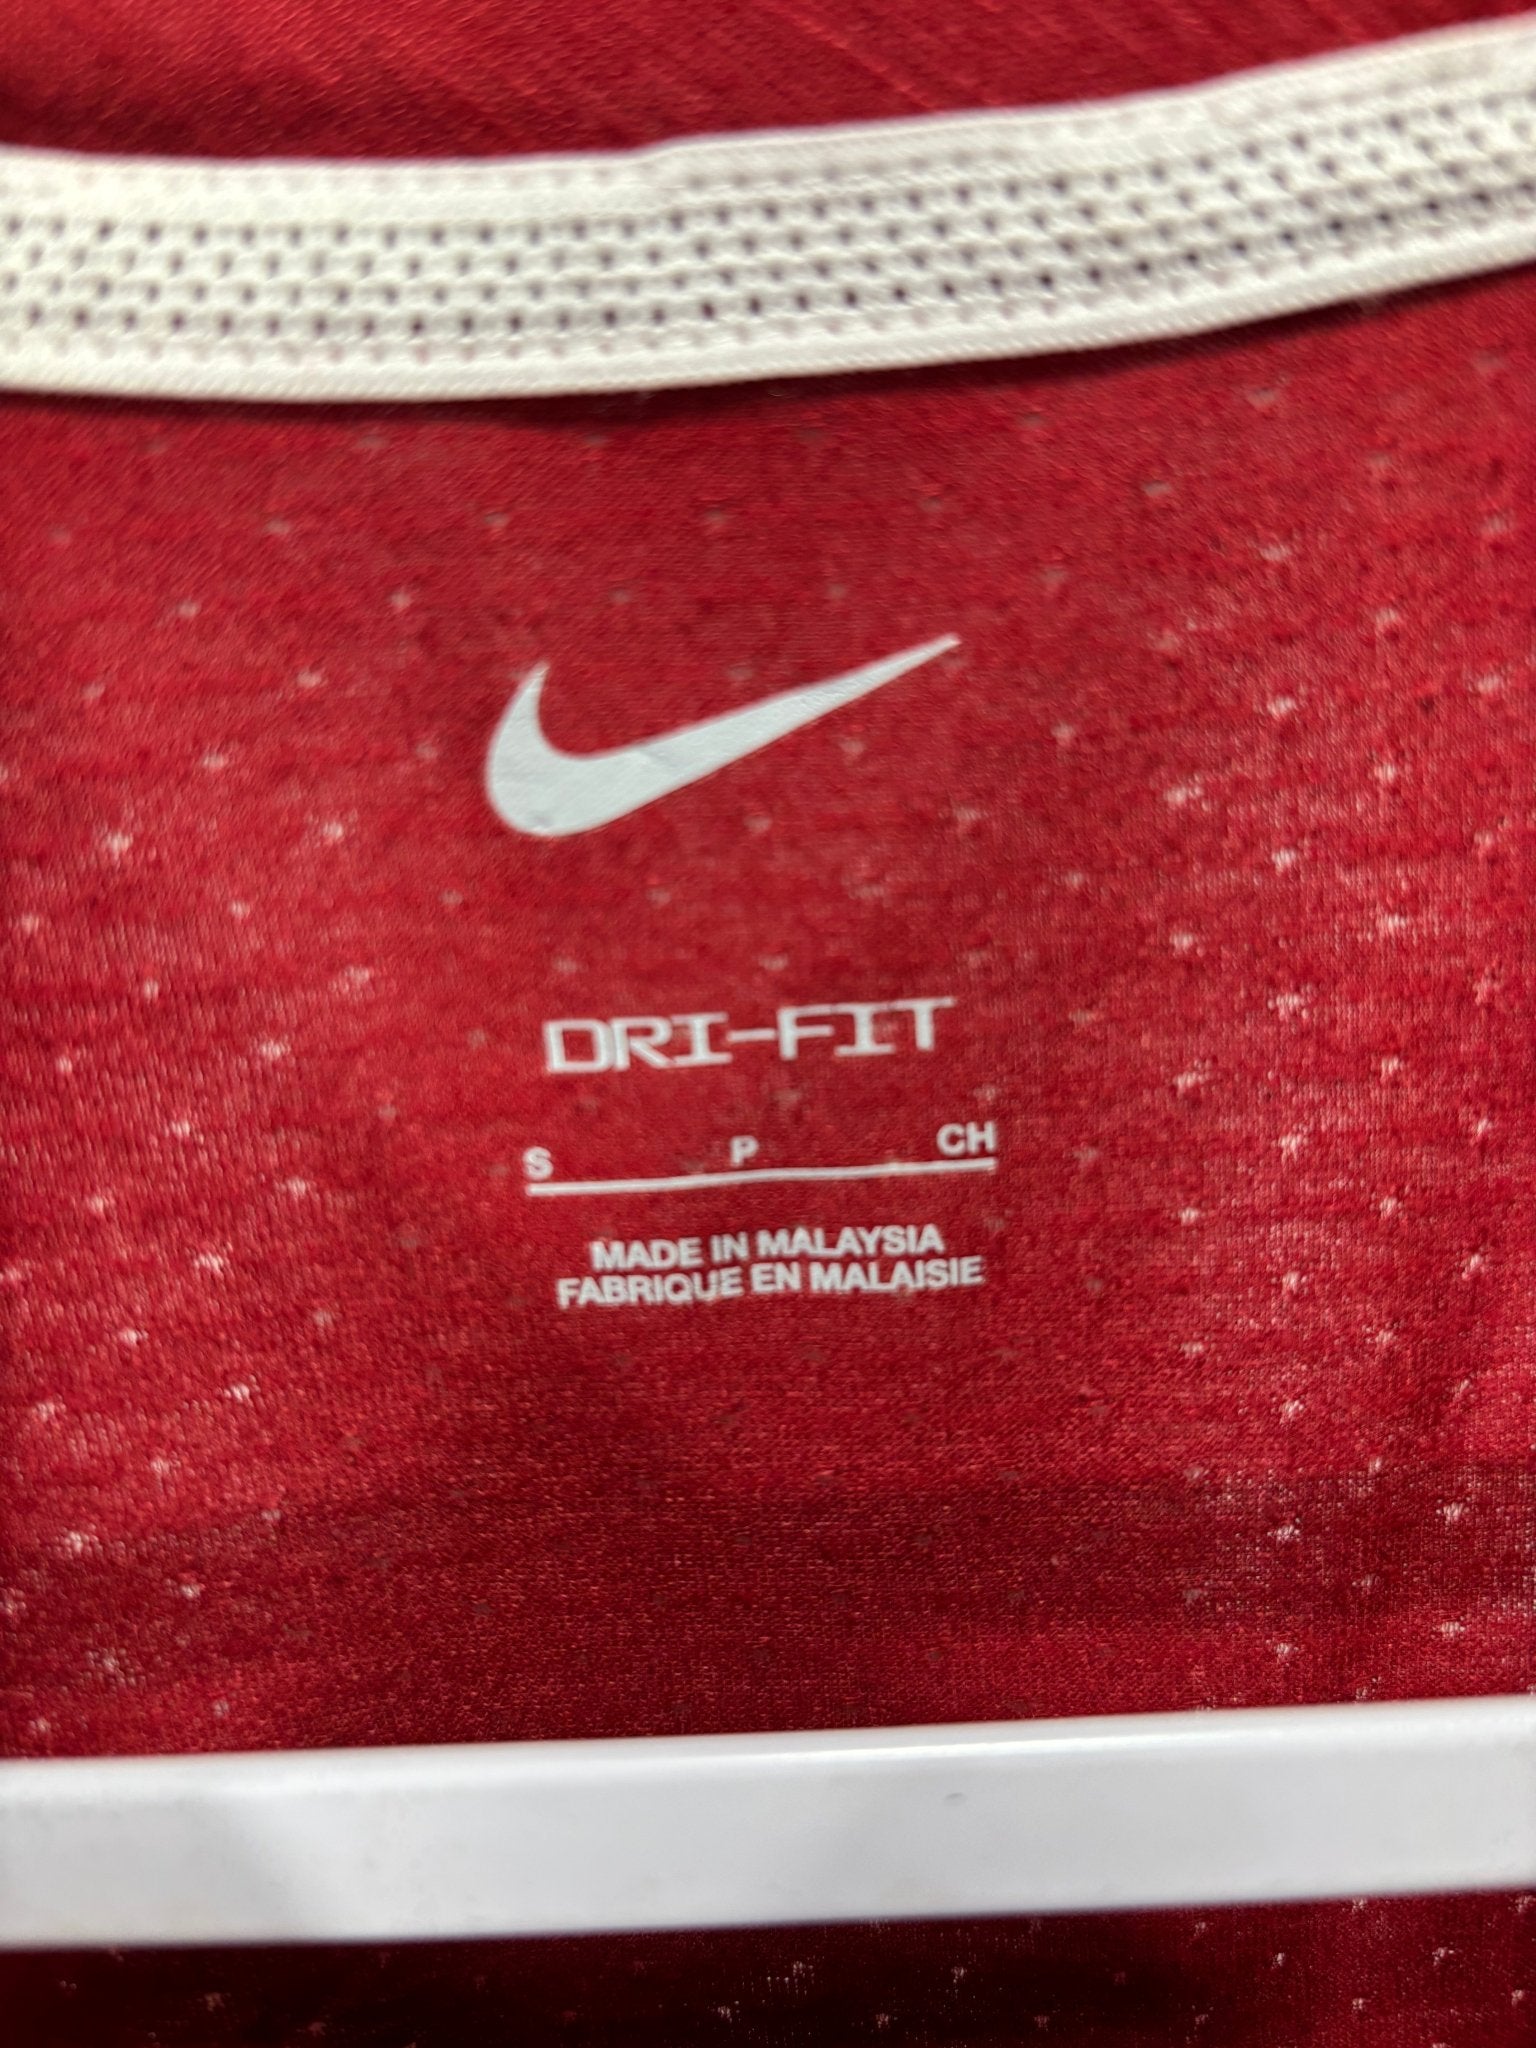 DRI-FIT
S P CH
MADE IN MALAYSIA
FABRIQUE EN MALAISIE